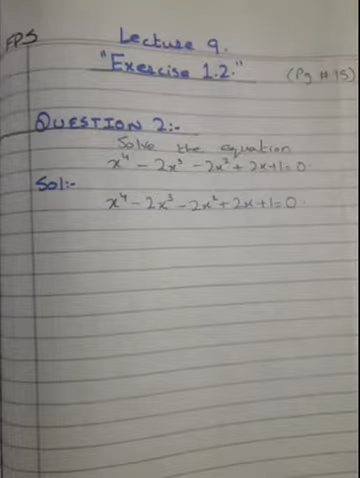 FPS
Lecture 9.
"Exercise 1.2."
(Pg # 15)
QUESTION 2:-
Solve the equation
x⁴ - 2x³ - 2x² + 2x + 1 = 0.
Sol:-
x⁴ - 2x³ - 2x² + 2x + 1 = 0.